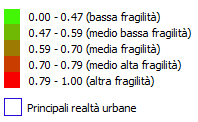 0.00 - 0.47 (bassa fragilità)
0.47 - 0.59 (medio bassa fragilità)
0.59 - 0.70 (media fragilità)
0.70 - 0.79 (medio alta fragilità)
0.79 - 1.00 (altra fragilità)
Principali realtà urbane